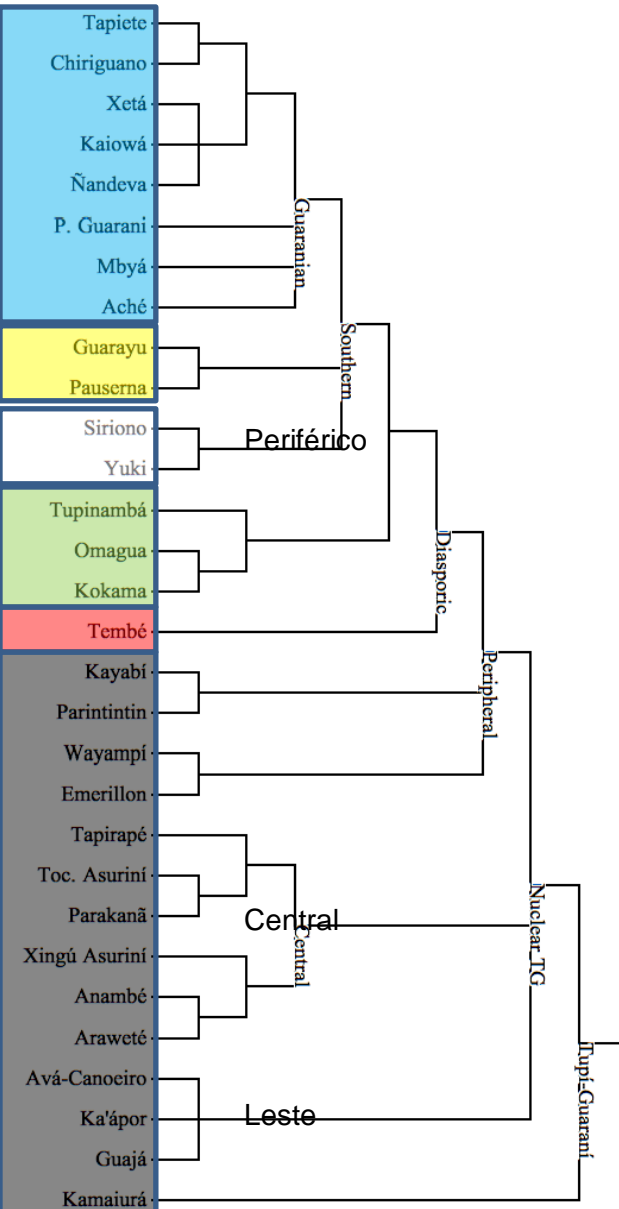 Tapiete
Chiriguano
Xetá
Kaiowá
Ñandeva
P. Guarani
Mbyá
Aché
Guarayu
Pauserna
Siriono
Yuki
Tupinambá
Omagua
Kokama
Tembé
Kayabí
Parintintin
Wayampí
Emerillon
Tapirapé
Toc. Asuriní
Parakanã
Xingú Asuriní
Anambé
Araweté
Avá-Canoeiro
Ka'ápor
Guajá
Kamaiurá
Guaranian
Southern
Periférico
Diasporic
Peripheral
Central
Central
Nuclear_TG
Leste
Tupí-Guaraní